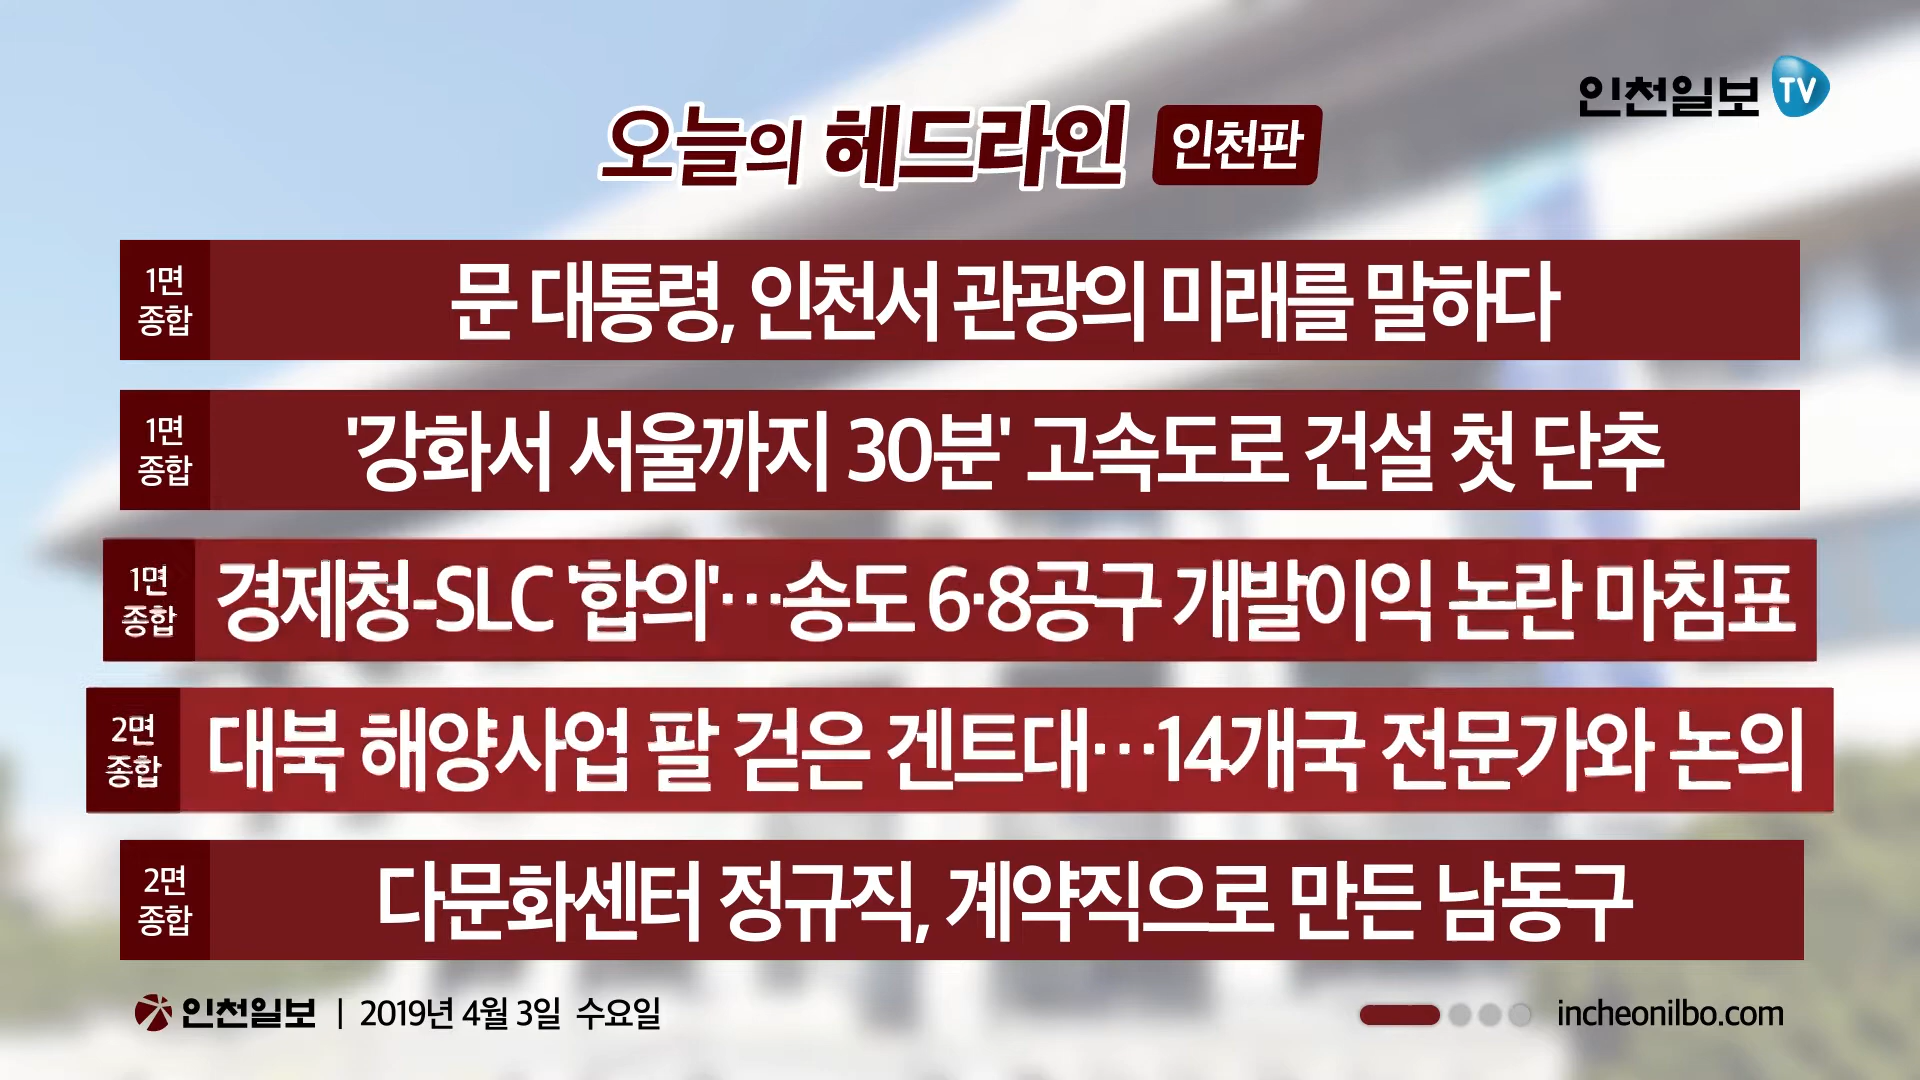 인천일보 TV
오늘의 헤드라인 인천판
1면
종합
문 대통령, 인천서 관광의 미래를 말하다
1면
종합
'강화서 서울까지 30분' 고속도로 건설 첫 단추
1면
종합
경제청-SLC '합의'…송도 6·8공구 개발이익 논란 마침표
2면
종합
대북 해양사업 팔 걷은 겐트대…14개국 전문가와 논의
2면
종합
다문화센터 정규직, 계약직으로 만든 남동구
인천일보 | 2019년 4월 3일 수요일
incheonilbo.com